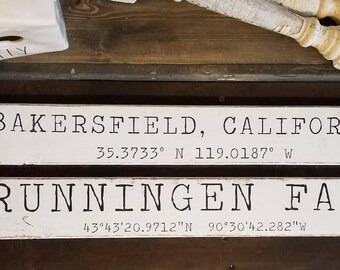 BAKERSFIELD, CALIFOR
35.3733° N 119.0187° W
RUNNINGEN FA
43°43'20.9712"N 90°30'42.282"W